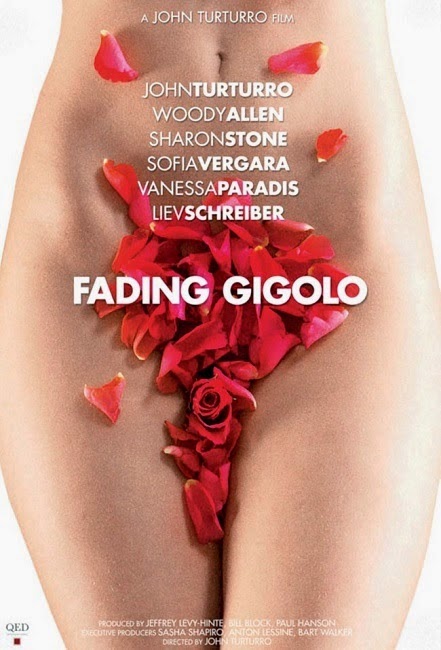 A JOHN TURTURRO FILM
JOHNTURTURRO
WOODYALLEN
SHARONSTONE
SOFIAVERGARA
VANESSAPARADIS
LIEVSCHREIBER
FADING GIGOLO
PRODUCED BY JEFFREY LEVY-HINTE, BILL BLOCK, PAUL HANSON
EXECUTIVE PRODUCERS SASHA SHAPIRO, ANTON LESSINE, BART WALKER
DIRECTED BY JOHN TURTURRO
QED